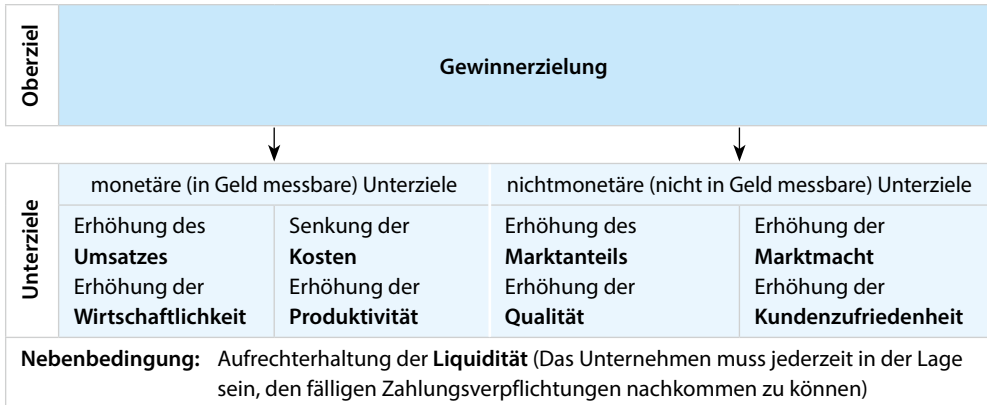 Oberziel
Gewinnerzielung
Unterziele
monetäre (in Geld messbare) Unterziele
nichtmonetäre (nicht in Geld messbare) Unterziele
Erhöhung des
Umsatzes
Erhöhung der
Wirtschaftlichkeit
Senkung der
Kosten
Erhöhung der
Produktivität
Erhöhung des
Marktanteils
Erhöhung der
Qualität
Erhöhung der
Marktmacht
Erhöhung der
Kundenzufriedenheit
Nebenbedingung: Aufrechterhaltung der Liquidität (Das Unternehmen muss jederzeit in der Lage
sein, den fälligen Zahlungsverpflichtungen nachkommen zu können)